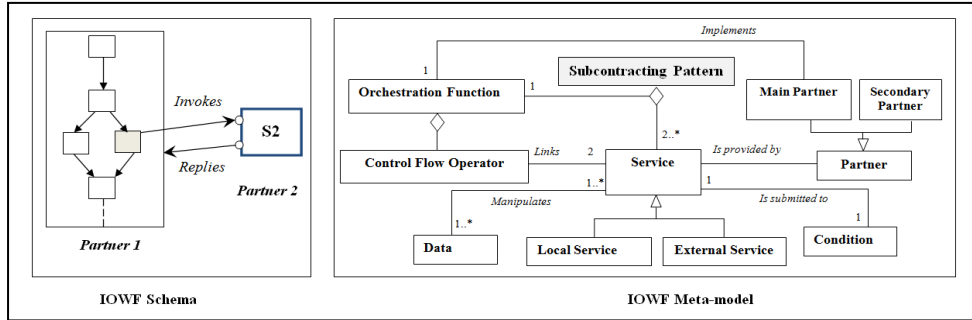 Invokes
S2
Replies
Partner 2
Partner 1
IOWF Schema
Implements
1
Subcontracting Pattern
Orchestration Function
1
Main Partner
Secondary
Partner
2..*
Control Flow Operator
Links
2
Service
Is provided by
Partner
1..*
1
Manipulates
Is submitted to
1..*
1
Data
Local Service
External Service
Condition
IOWF Meta-model